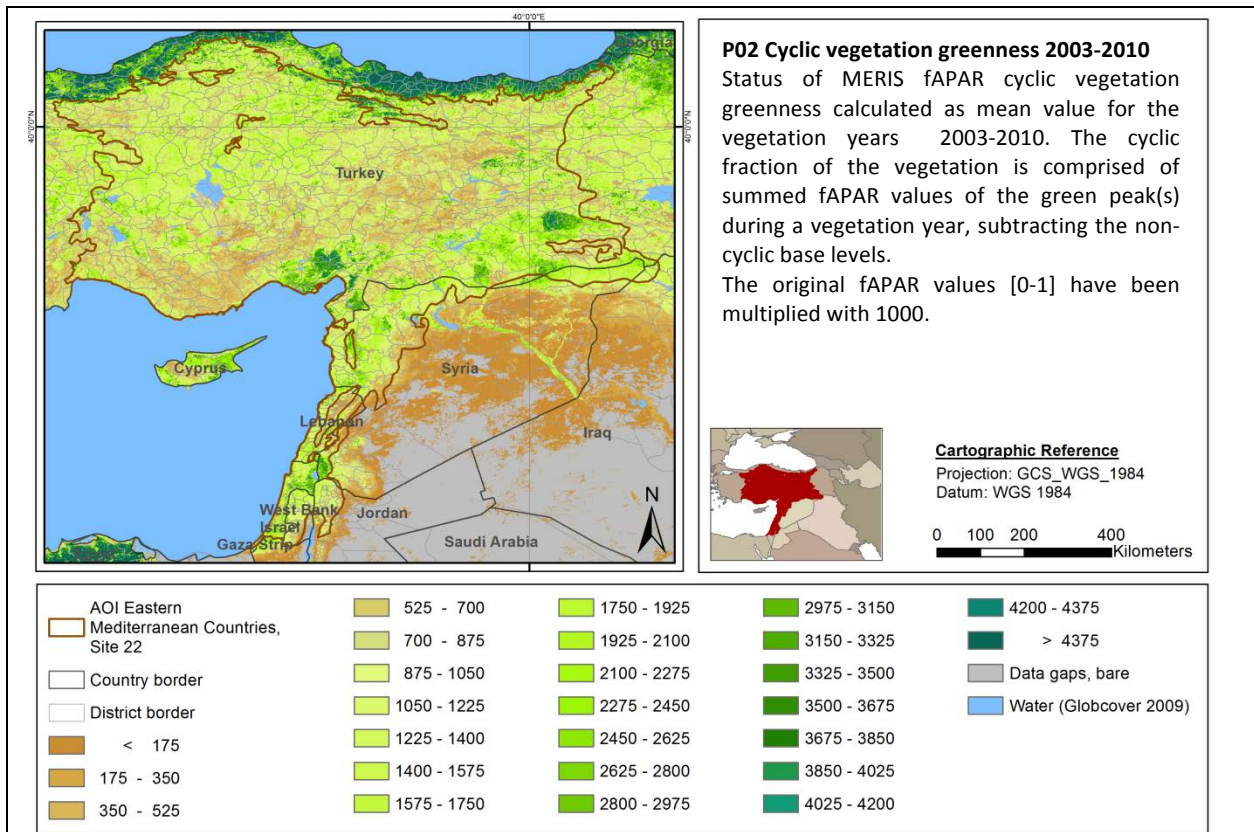 40°0'0"E
Georgia
40°0'0"N
40°0'0"N
Turkey
Cyprus
Syria
Lebanon
Iraq
West Bank
Israel
Jordan
Gaza Strip
Saudi Arabia
N
P02 Cyclic vegetation greenness 2003-2010
Status of MERIS fAPAR cyclic vegetation
greenness calculated as mean value for the
vegetation years 2003-2010. The cyclic
fraction of the vegetation is comprised of
summed fAPAR values of the green peak(s)
during a vegetation year, subtracting the non-
cyclic base levels.
The original fAPAR values [0-1] have been
multiplied with 1000.
Cartographic Reference
Projection: GCS_WGS_1984
Datum: WGS 1984
0 100 200 400
Kilometers
AOI Eastern
Mediterranean Countries,
Site 22
Country border
District border
< 175
175 - 350
350 - 525
525 - 700
700 - 875
875 - 1050
1050 - 1225
1225 - 1400
1400 - 1575
1575 - 1750
1750 - 1925
1925 - 2100
2100 - 2275
2275 - 2450
2450 - 2625
2625 - 2800
2800 - 2975
2975 - 3150
3150 - 3325
3325 - 3500
3500 - 3675
3675 - 3850
3850 - 4025
4025 - 4200
4200 - 4375
> 4375
Data gaps, bare
Water (Globcover 2009)